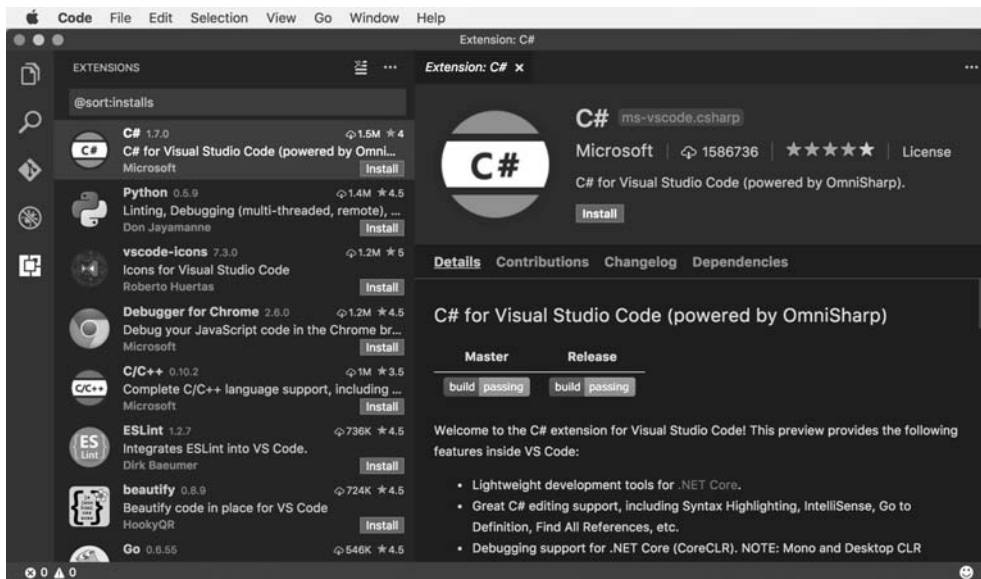 Code File Edit Selection View Go Window Help
Extension: C#
EXTENSIONS
@sort:installs
C#
C# 1.7.0 1.5M ★4
C# for Visual Studio Code (powered by Omni...
Microsoft Install
Python 0.5.9 1.4M ★4.5
Linting, Debugging (multi-threaded, remote), ...
Don Jayamanne Install
vscode-icons 7.3.0 1.2M ★5
Icons for Visual Studio Code
Roberto Huertas Install
Debugger for Chrome 2.6.0 1.2M ★4.5
Debug your JavaScript code in the Chrome br...
Microsoft Install
C/C++
C/C++ 0.10.2 1M ★3.5
Complete C/C++ language support, including ...
Microsoft Install
ES
Lint
ESLint 1.2.7 736K ★4.5
Integrates ESLint into VS Code.
Dirk Baeumer Install
beautify 0.8.9 724K ★4.5
Beautify code in place for VS Code
HookyQR Install
Go 0.6.55 546K ★4.5
0 0
Extension: C# ×
C#
C# ms-vscode.csharp
Microsoft | 1586736 | ★★★★★ | License
C# for Visual Studio Code (powered by OmniSharp).
Install
Details Contributions Changelog Dependencies
C# for Visual Studio Code (powered by OmniSharp)
Master Release
build passing build passing
Welcome to the C# extension for Visual Studio Code! This preview provides the following
features inside VS Code:
• Lightweight development tools for .NET Core.
• Great C# editing support, including Syntax Highlighting, IntelliSense, Go to
Definition, Find All References, etc.
• Debugging support for .NET Core (CoreCLR). NOTE: Mono and Desktop CLR